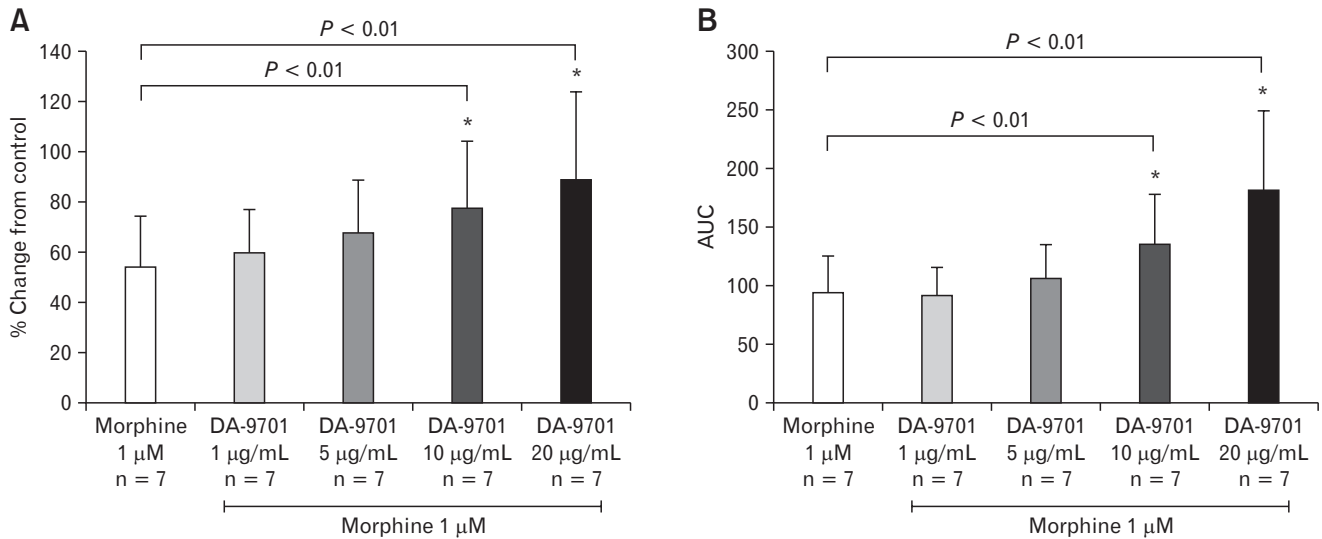 A
% Change from control
140
120
100
80
60
40
20
0
P < 0.01
P < 0.01
*
*
Morphine
1 μM
n = 7
DA-9701
1 μg/mL
n = 7
DA-9701
5 μg/mL
n = 7
DA-9701
10 μg/mL
n = 7
DA-9701
20 μg/mL
n = 7
Morphine 1 μM
B
AUC
300
250
200
150
100
50
0
P < 0.01
P < 0.01
*
*
Morphine
1 μM
n = 7
DA-9701
1 μg/mL
n = 7
DA-9701
5 μg/mL
n = 7
DA-9701
10 μg/mL
n = 7
DA-9701
20 μg/mL
n = 7
Morphine 1 μM